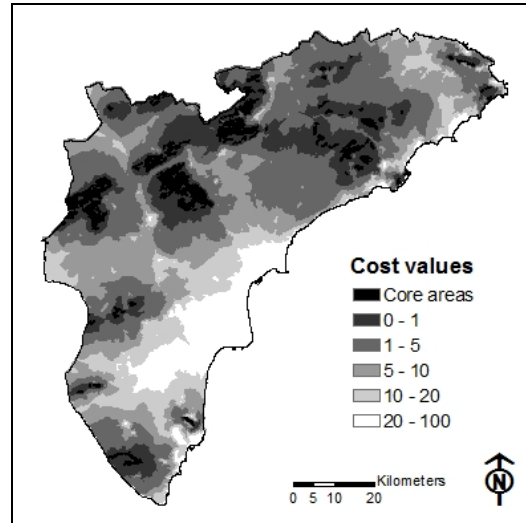 Cost values
Core areas
0 - 1
1 - 5
5 - 10
10 - 20
20 - 100
Kilometers
0 5 10 20
N